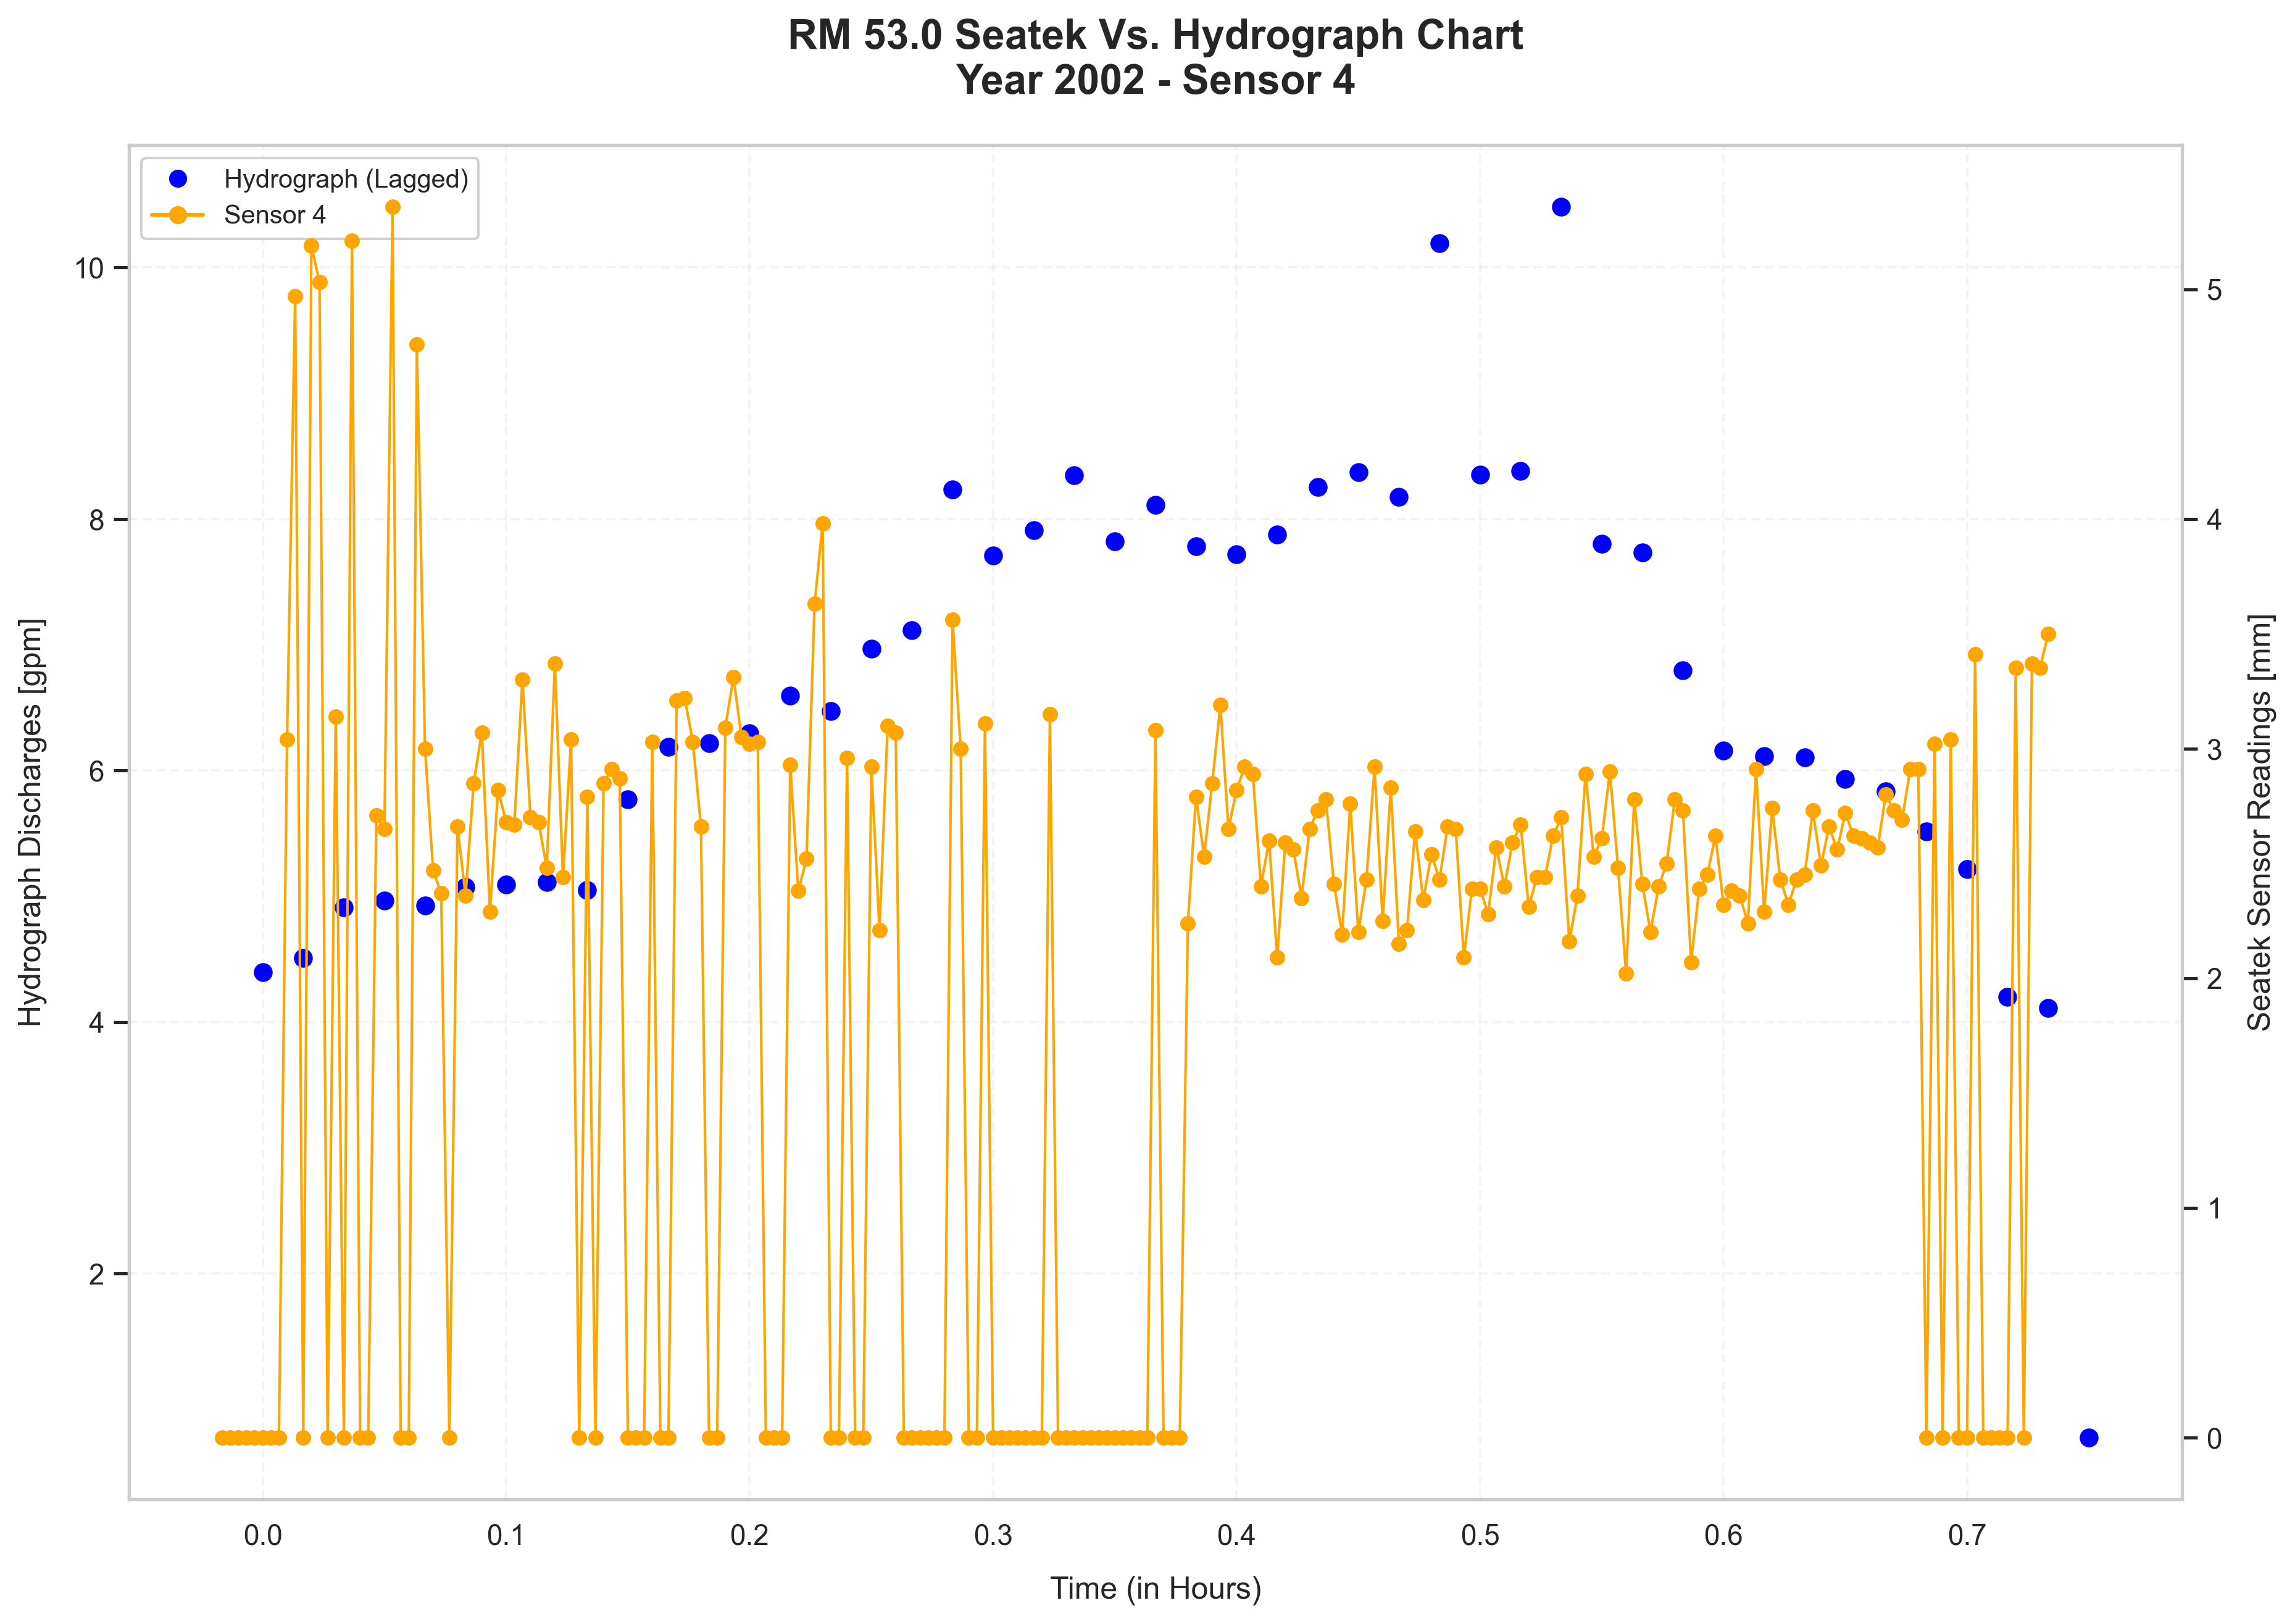 RM 53.0 Seatek Vs. Hydrograph Chart
Year 2002 - Sensor 4
Hydrograph (Lagged)
Sensor 4
Hydrograph Discharges [gpm]
10
8
6
4
2
Seatek Sensor Readings [mm]
5
4
3
2
1
0
0.0 0.1 0.2 0.3 0.4 0.5 0.6 0.7
Time (in Hours)